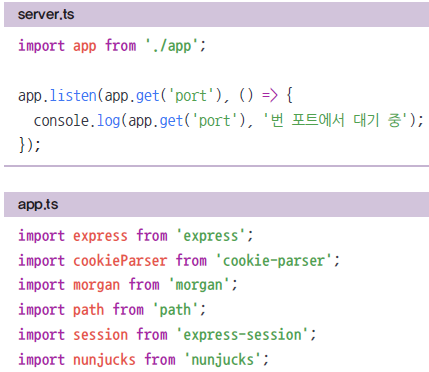 server.ts
import app from './app';
app.listen(app.get('port'), () => {
  console.log(app.get('port'), '번 포트에서 대기 중');
});
app.ts
import express from 'express';
import cookieParser from 'cookie-parser';
import morgan from 'morgan';
import path from 'path';
import session from 'express-session';
import nunjucks from 'nunjucks';